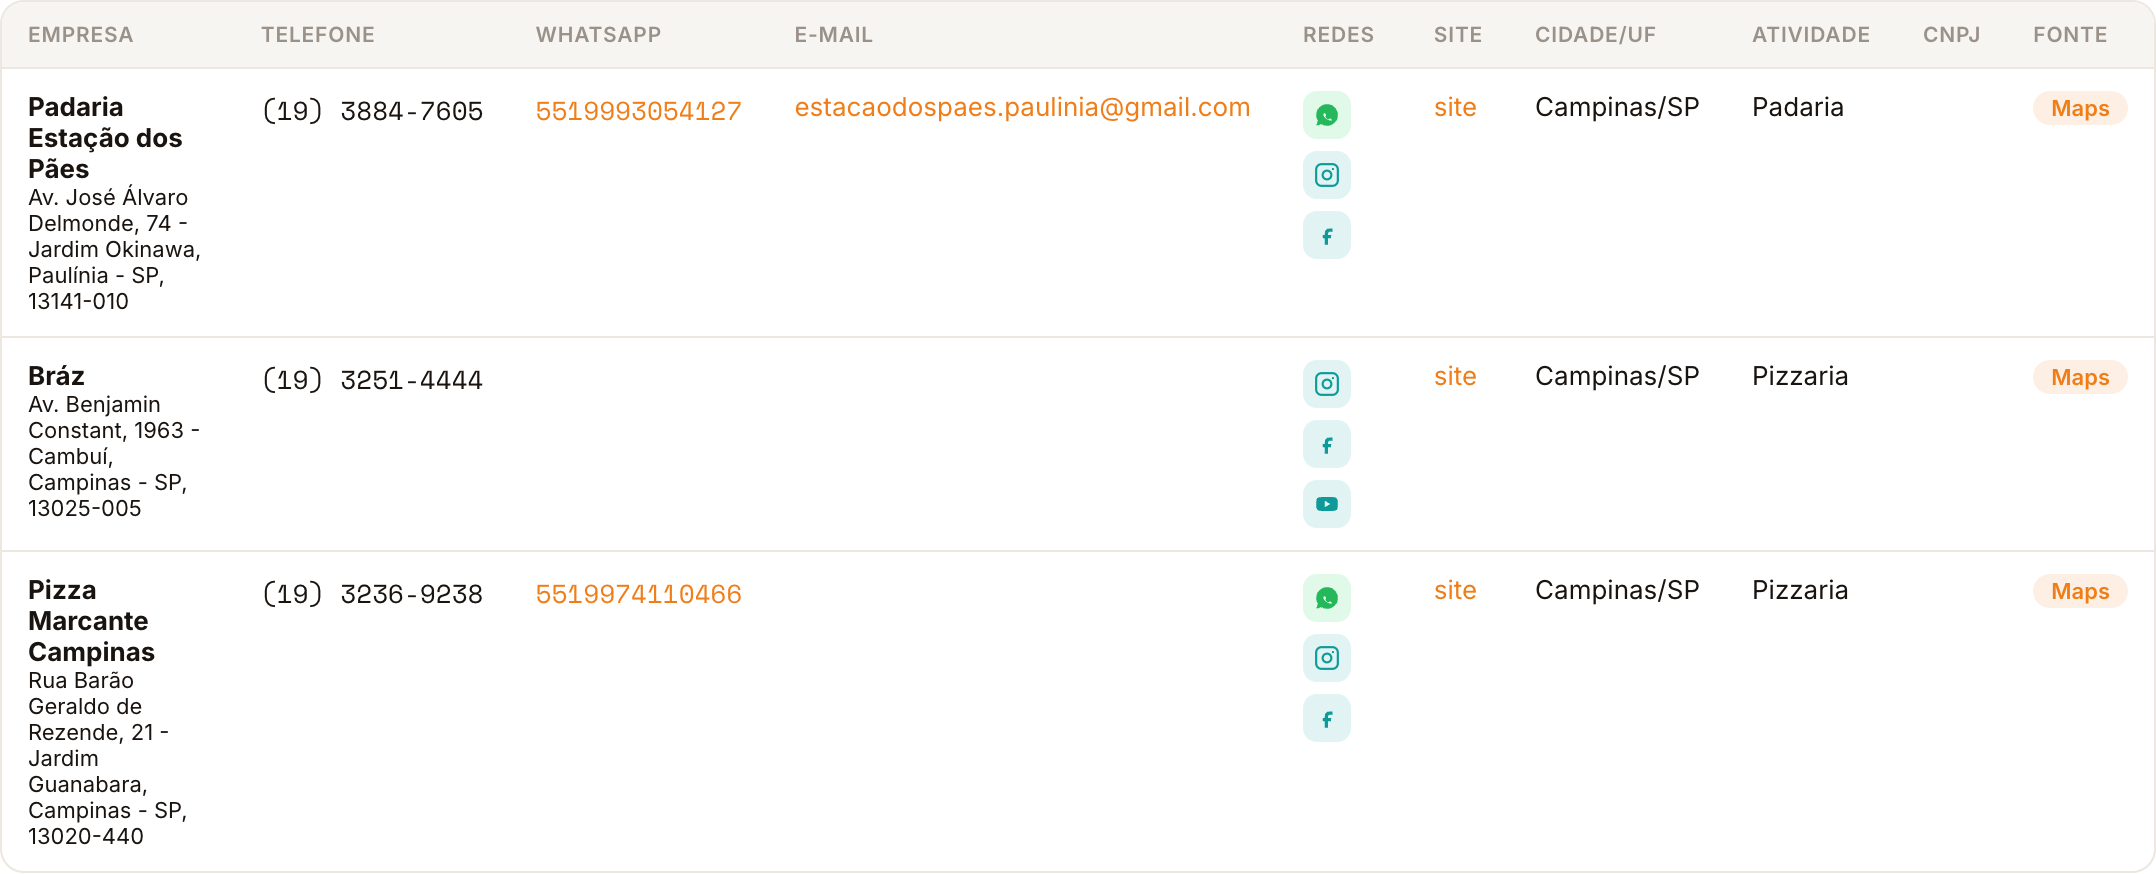 EMPRESA TELEFONE WHATSAPP E-MAIL REDES SITE CIDADE/UF ATIVIDADE CNPJ FONTE
Padaria (19) 3884-7605 5519993054127 estacaodospaes.paulinia@gmail.com site Campinas/SP Padaria Maps
Estação dos
Pães
Av. José Álvaro
Delmonde, 74 -
Jardim Okinawa,
Paulínia - SP,
13141-010
Bráz (19) 3251-4444 site Campinas/SP Pizzaria Maps
Av. Benjamin
Constant, 1963 -
Cambuí,
Campinas - SP,
13025-005
Pizza (19) 3236-9238 5519974110466 site Campinas/SP Pizzaria Maps
Marcante
Campinas
Rua Barão
Geraldo de
Rezende, 21 -
Jardim
Guanabara,
Campinas - SP,
13020-440